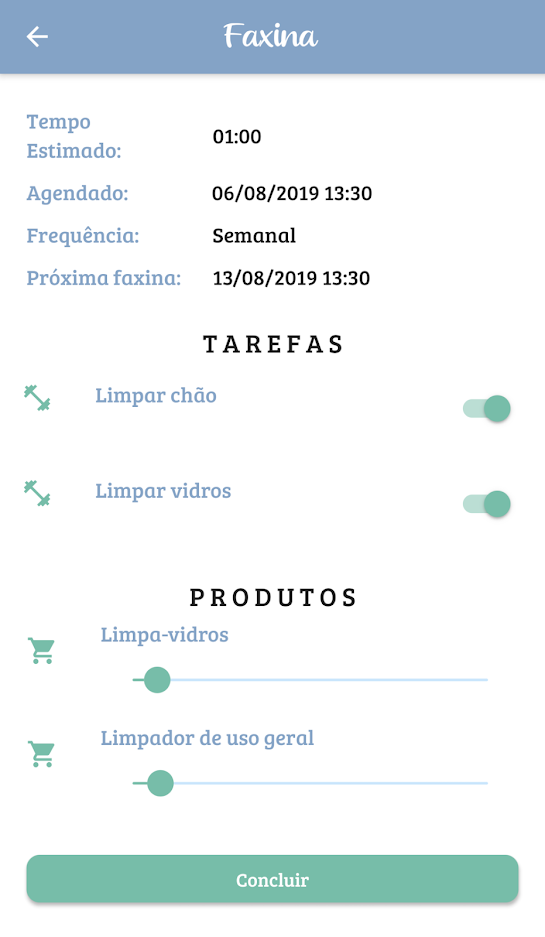 Faxina
Tempo
Estimado:
01:00
Agendado: 06/08/2019 13:30
Frequência: Semanal
Próxima faxina: 13/08/2019 13:30
TAREFAS
Limpar chão
Limpar vidros
PRODUTOS
Limpa-vidros
Limpador de uso geral
Concluir